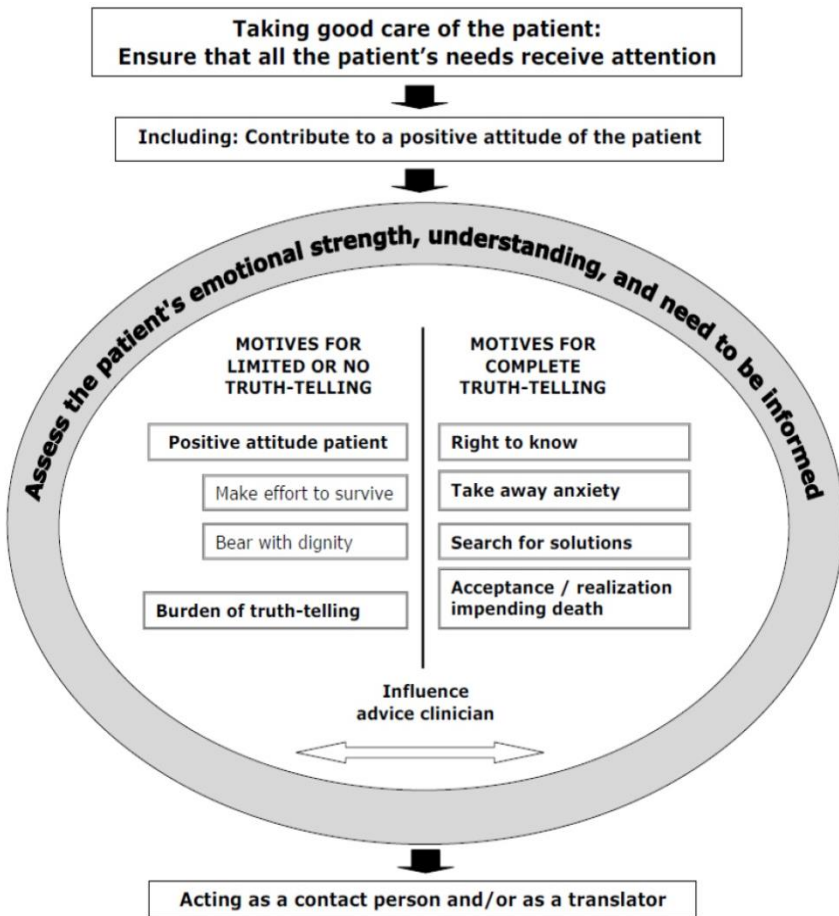 Taking good care of the patient:
Ensure that all the patient's needs receive attention
Including: Contribute to a positive attitude of the patient
Assess the patient's emotional strength, understanding, and need to be informed
MOTIVES FOR
LIMITED OR NO
TRUTH-TELLING
Positive attitude patient
Make effort to survive
Bear with dignity
Burden of truth-telling
MOTIVES FOR
COMPLETE
TRUTH-TELLING
Right to know
Take away anxiety
Search for solutions
Acceptance / realization
impending death
Influence
advice clinician
Acting as a contact person and/or as a translator